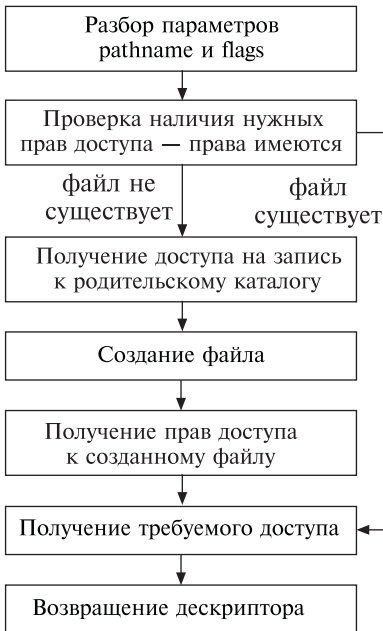 Разбор параметров
pathname и flags
Проверка наличия нужных
прав доступа — права имеются
файл не
существует
файл
существует
Получение доступа на запись
к родительскому каталогу
Создание файла
Получение прав доступа
к созданному файлу
Получение требуемого доступа
Возвращение дескриптора